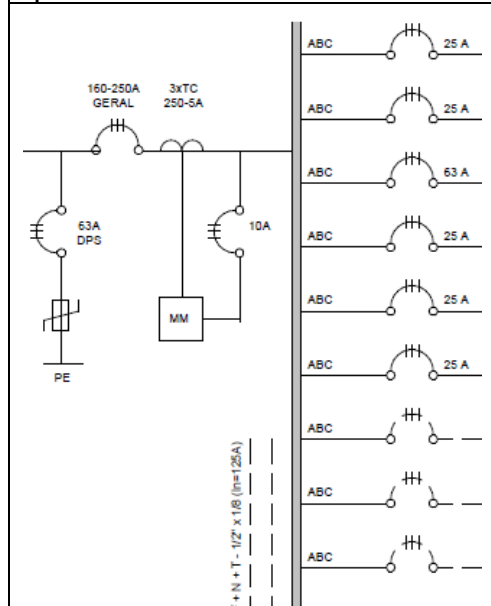 160-250A
GERAL
3xTC
250-5A
63A
DPS
PE
MM
10A
ABC 25 A
ABC 25 A
ABC 63 A
ABC 25 A
ABC 25 A
ABC 25 A
ABC
ABC
ABC
+ N + T - 1/2" x 1/8 (In=125A)